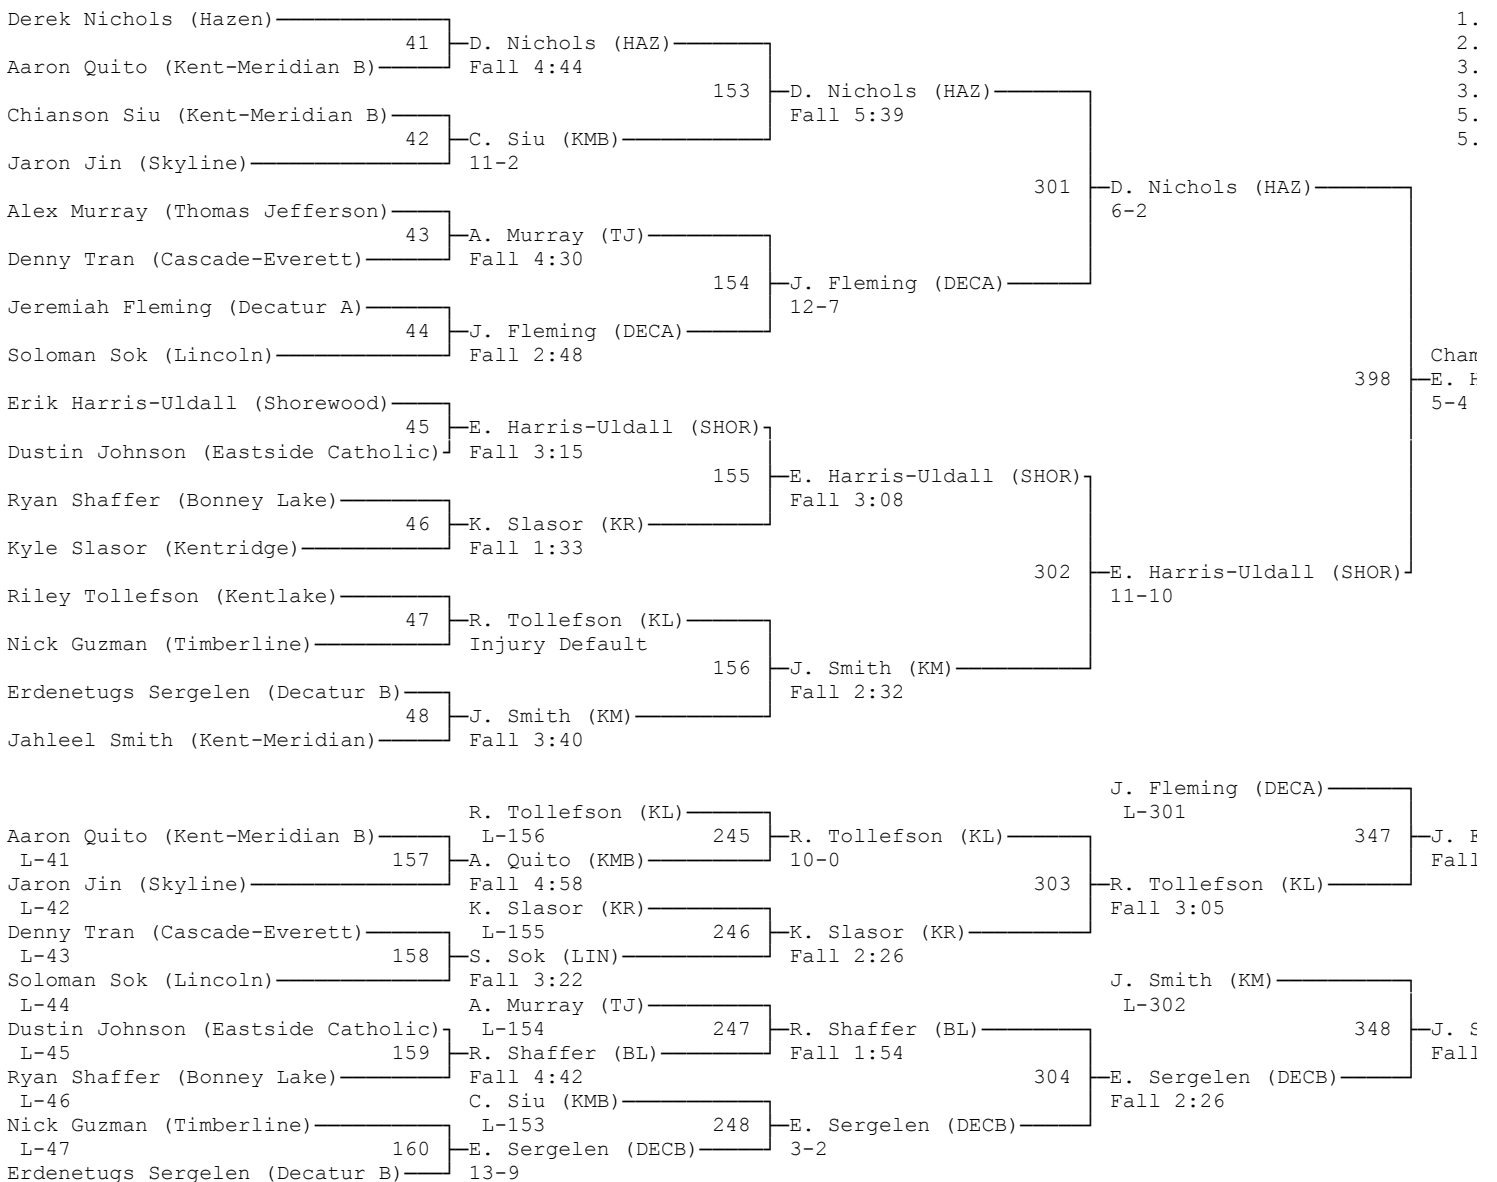 Derek Nichols (Hazen) 1.
41 D. Nichols (HAZ) 2.
Aaron Quito (Kent-Meridian B) Fall 4:44 3.
153 D. Nichols (HAZ) 3.
Chianson Siu (Kent-Meridian B) Fall 5:39 5.
42 C. Siu (KMB) 5.
Jaron Jin (Skyline) 11-2
301 D. Nichols (HAZ)
Alex Murray (Thomas Jefferson) 6-2
43 A. Murray (TJ)
Denny Tran (Cascade-Everett) Fall 4:30
154 J. Fleming (DECA)
Jeremiah Fleming (Decatur A) 12-7
44 J. Fleming (DECA)
Soloman Sok (Lincoln) Fall 2:48 Cham
398 E. H
Erik Harris-Uldall (Shorewood) 5-4
45 E. Harris-Uldall (SHOR)
Dustin Johnson (Eastside Catholic) Fall 3:15
155 E. Harris-Uldall (SHOR)
Ryan Shaffer (Bonney Lake) Fall 3:08
46 K. Slasor (KR)
Kyle Slasor (Kentridge) Fall 1:33
302 E. Harris-Uldall (SHOR)
Riley Tollefson (Kentlake) 11-10
47 R. Tollefson (KL)
Nick Guzman (Timberline) Injury Default
156 J. Smith (KM)
Erdenetugs Sergelen (Decatur B) Fall 2:32
48 J. Smith (KM)
Jahleel Smith (Kent-Meridian) Fall 3:40
J. Fleming (DECA)
R. Tollefson (KL) L-301
Aaron Quito (Kent-Meridian B) L-156 245 R. Tollefson (KL) 347 J.
L-41 157 A. Quito (KMB) 10-0 Fall
Jaron Jin (Skyline) Fall 4:58 303 R. Tollefson (KL)
L-42 K. Slasor (KR) Fall 3:05
Denny Tran (Cascade-Everett) L-155 246 K. Slasor (KR)
L-43 158 S. Sok (LIN) Fall 2:26
Soloman Sok (Lincoln) Fall 3:22 J. Smith (KM)
L-44 A. Murray (TJ) L-302
Dustin Johnson (Eastside Catholic) L-154 247 R. Shaffer (BL) 348 J. S
L-45 159 R. Shaffer (BL) Fall 1:54 Fall
Ryan Shaffer (Bonney Lake) Fall 4:42 304 E. Sergelen (DECB)
L-46 C. Siu (KMB) Fall 2:26
Nick Guzman (Timberline) L-153 248 E. Sergelen (DECB)
L-47 160 E. Sergelen (DECB) 3-2
Erdenetugs Sergelen (Decatur B) 13-9